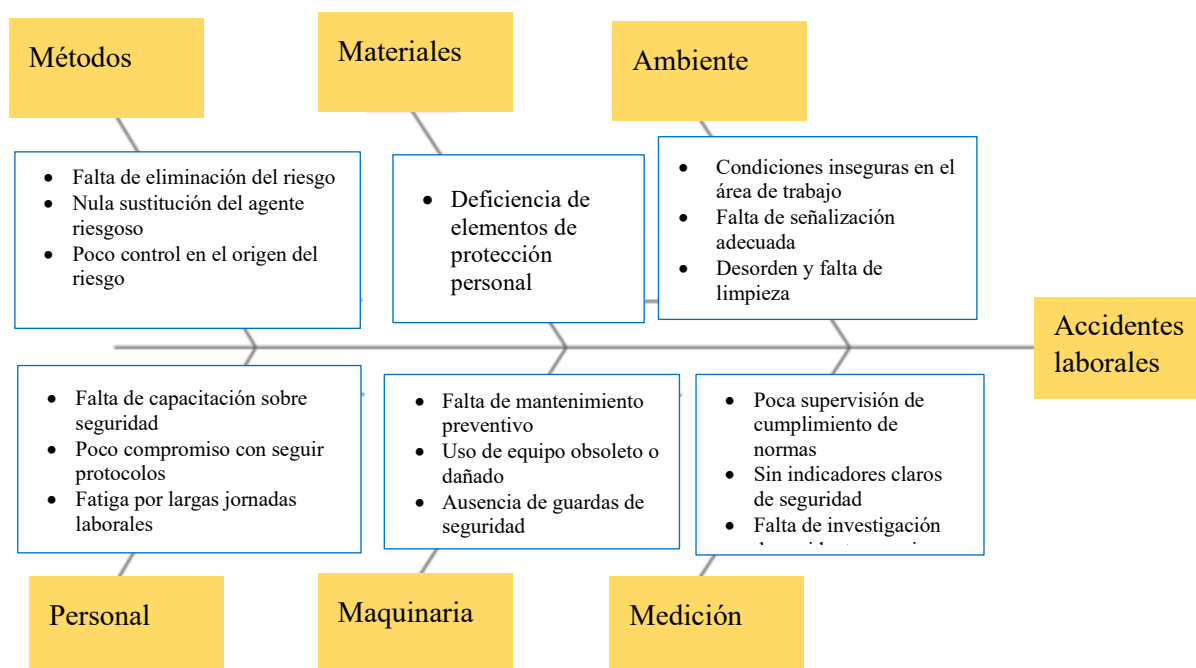 Métodos
Materiales
Ambiente
• Falta de eliminación del riesgo
• Nula sustitución del agente
riesgoso
• Poco control en el origen del
riesgo
• Deficiencia de
elementos de
protección
personal
• Condiciones inseguras en el
área de trabajo
• Falta de señalización
adecuada
• Desorden y falta de
limpieza
Accidentes
laborales
• Falta de capacitación sobre
seguridad
• Poco compromiso con seguir
protocolos
• Fatiga por largas jornadas
laborales
• Falta de mantenimiento
preventivo
• Uso de equipo obsoleto o
dañado
• Ausencia de guardas de
seguridad
• Poca supervisión de
cumplimiento de
normas
• Sin indicadores claros
de seguridad
• Falta de investigación
Personal
Maquinaria
Medición